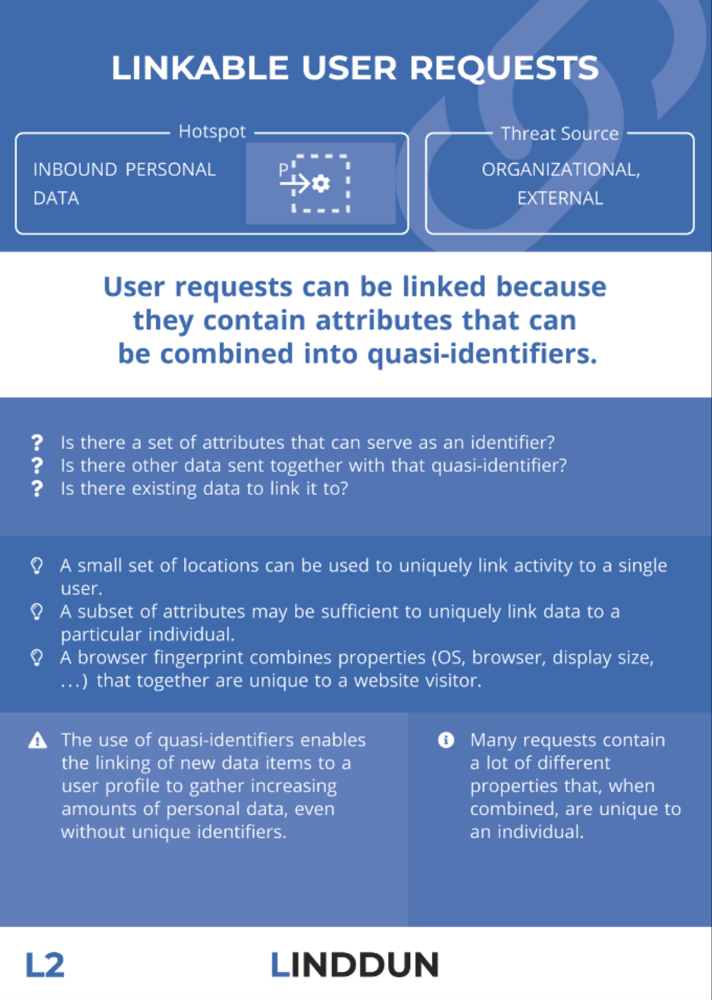 LINKABLE USER REQUESTS
Hotspot
INBOUND PERSONAL
DATA
P
Threat Source
ORGANIZATIONAL,
EXTERNAL
User requests can be linked because
they contain attributes that can
be combined into quasi-identifiers.
? Is there a set of attributes that can serve as an identifier?
? Is there other data sent together with that quasi-identifier?
? Is there existing data to link it to?
A small set of locations can be used to uniquely link activity to a single
user.
A subset of attributes may be sufficient to uniquely link data to a
particular individual.
A browser fingerprint combines properties (OS, browser, display size,
...) that together are unique to a website visitor.
The use of quasi-identifiers enables
the linking of new data items to a
user profile to gather increasing
amounts of personal data, even
without unique identifiers.
Many requests contain
a lot of different
properties that, when
combined, are unique to
an individual.
L2
LINDDUN